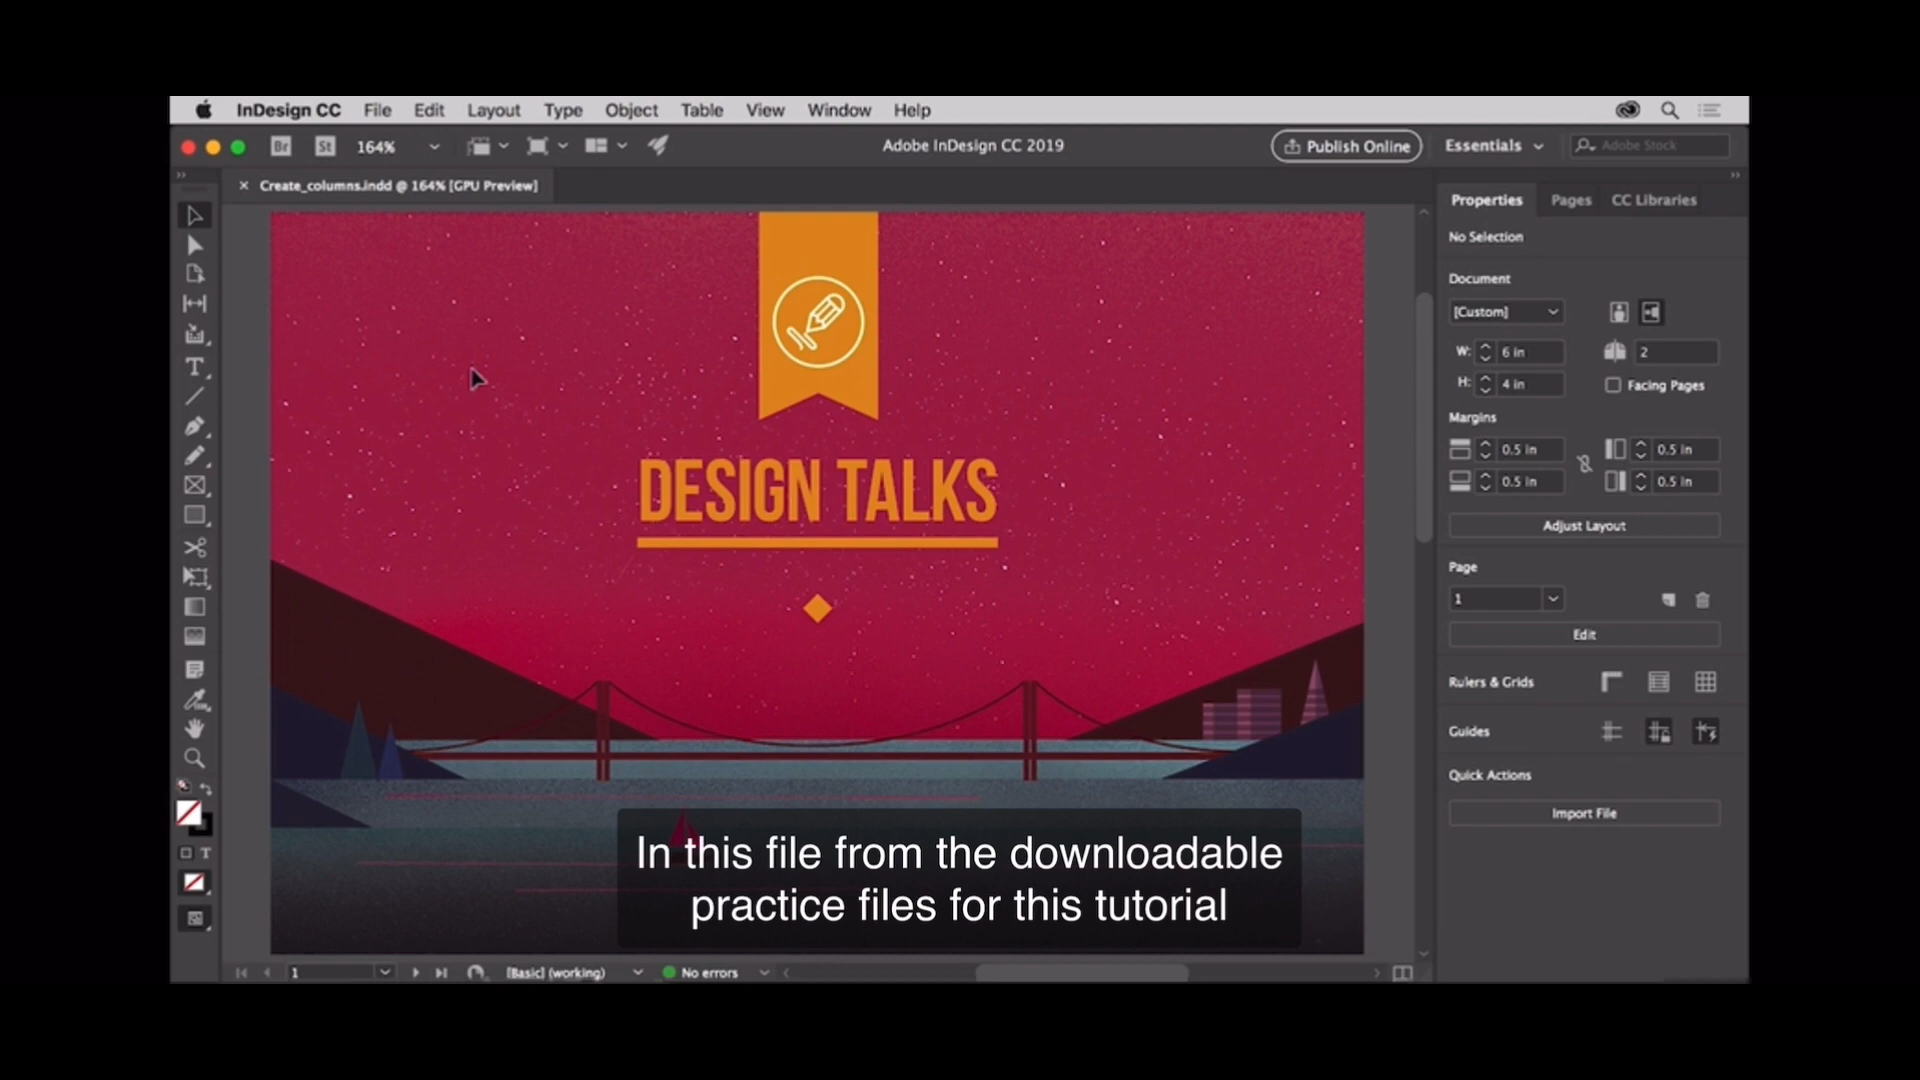 InDesign CC File Edit Layout Type Object Table View Window Help
Br St 164% Adobe InDesign CC 2019 Publish Online Essentials Adobe Stock
× Create_columns.indd @ 164% [GPU Preview]
Properties Pages CC Libraries
No Selection
Document
[Custom]
W: 6 in 2
H: 4 in Facing Pages
Margins
0.5 in 0.5 in
0.5 in 0.5 in
Adjust Layout
Page
1
Edit
Rulers & Grids
Guides
Quick Actions
Import File
DESIGN TALKS
In this file from the downloadable
practice files for this tutorial
1 [Basic] (working) No errors